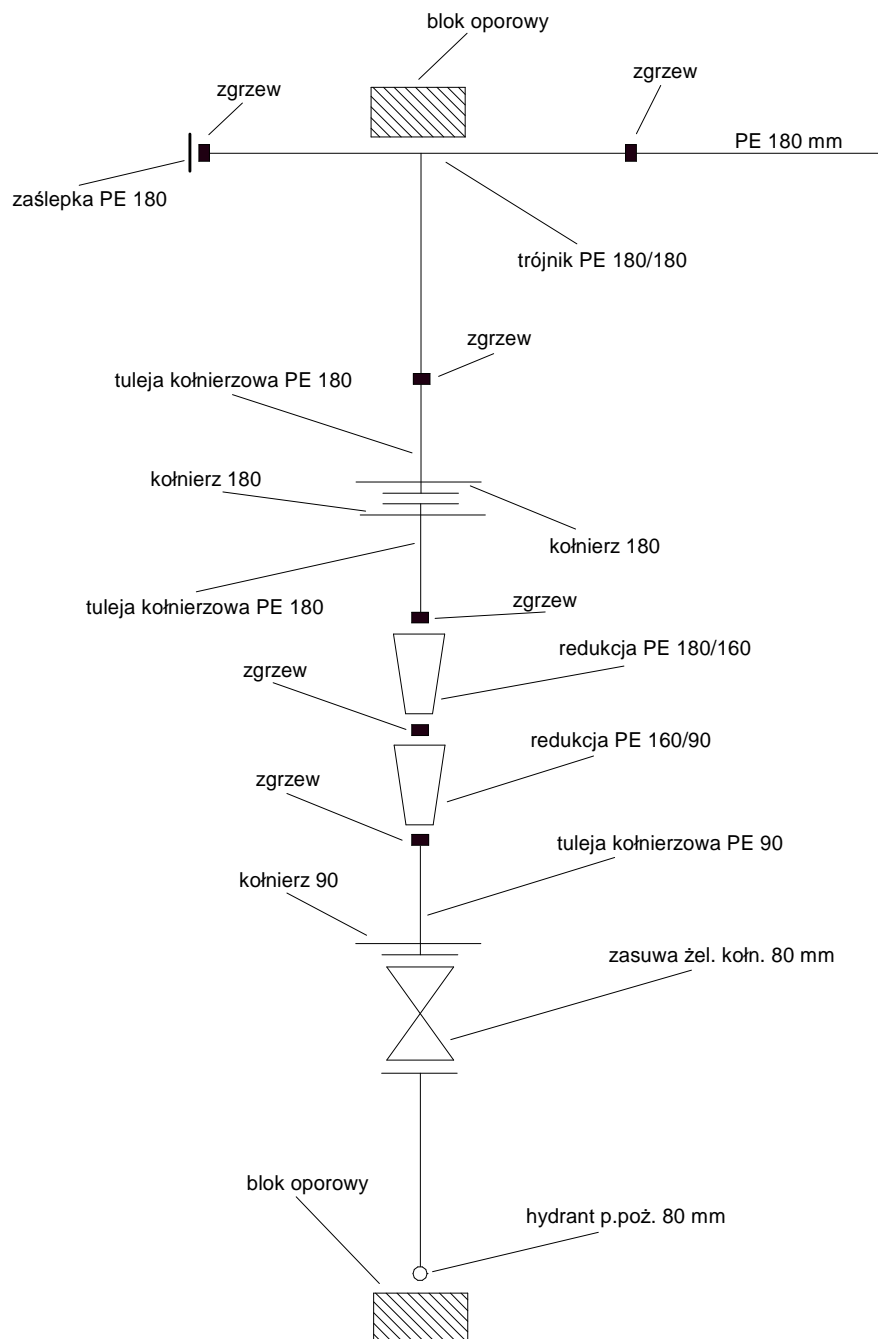 blok oporowy
zgrzew
zgrzew
PE 180 mm
zaślepka PE 180
trójnik PE 180/180
zgrzew
tuleja kołnierzowa PE 180
kołnierz 180
kołnierz 180
tuleja kołnierzowa PE 180
zgrzew
redukcja PE 180/160
zgrzew
redukcja PE 160/90
zgrzew
tuleja kołnierzowa PE 90
kołnierz 90
zasuwa żel. kołn. 80 mm
blok oporowy
hydrant p.poż. 80 mm